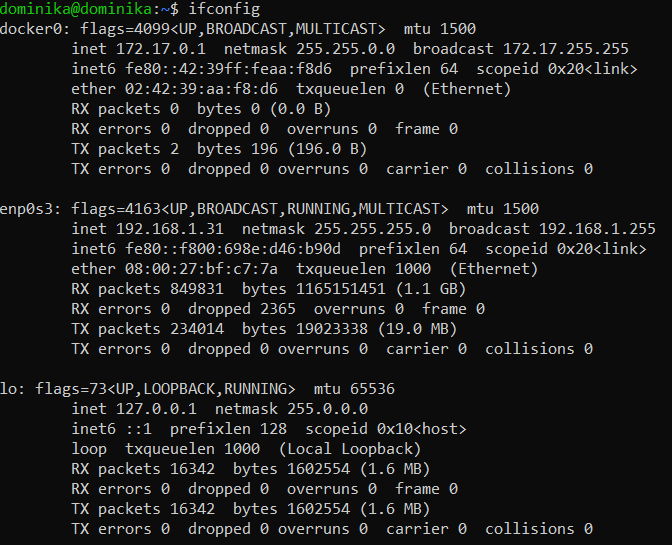 dominika@dominika:~$ ifconfig
docker0: flags=4099<UP,BROADCAST,MULTICAST>  mtu 1500
        inet 172.17.0.1  netmask 255.255.0.0  broadcast 172.17.255.255
        inet6 fe80::42:39ff:feaa:f8d6  prefixlen 64  scopeid 0x20<link>
        ether 02:42:39:aa:f8:d6  txqueuelen 0  (Ethernet)
        RX packets 0  bytes 0 (0.0 B)
        RX errors 0  dropped 0  overruns 0  frame 0
        TX packets 2  bytes 196 (196.0 B)
        TX errors 0  dropped 0 overruns 0  carrier 0  collisions 0

enp0s3: flags=4163<UP,BROADCAST,RUNNING,MULTICAST>  mtu 1500
        inet 192.168.1.31  netmask 255.255.255.0  broadcast 192.168.1.255
        inet6 fe80::f800:698e:d46:b90d  prefixlen 64  scopeid 0x20<link>
        ether 08:00:27:bf:c7:7a  txqueuelen 1000  (Ethernet)
        RX packets 849831  bytes 1165151451 (1.1 GB)
        RX errors 0  dropped 2365  overruns 0  frame 0
        TX packets 234014  bytes 19023338 (19.0 MB)
        TX errors 0  dropped 0 overruns 0  carrier 0  collisions 0

lo: flags=73<UP,LOOPBACK,RUNNING>  mtu 65536
        inet 127.0.0.1  netmask 255.0.0.0
        inet6 ::1  prefixlen 128  scopeid 0x10<host>
        loop  txqueuelen 1000  (Local Loopback)
        RX packets 16342  bytes 1602554 (1.6 MB)
        RX errors 0  dropped 0  overruns 0  frame 0
        TX packets 16342  bytes 1602554 (1.6 MB)
        TX errors 0  dropped 0 overruns 0  carrier 0  collisions 0